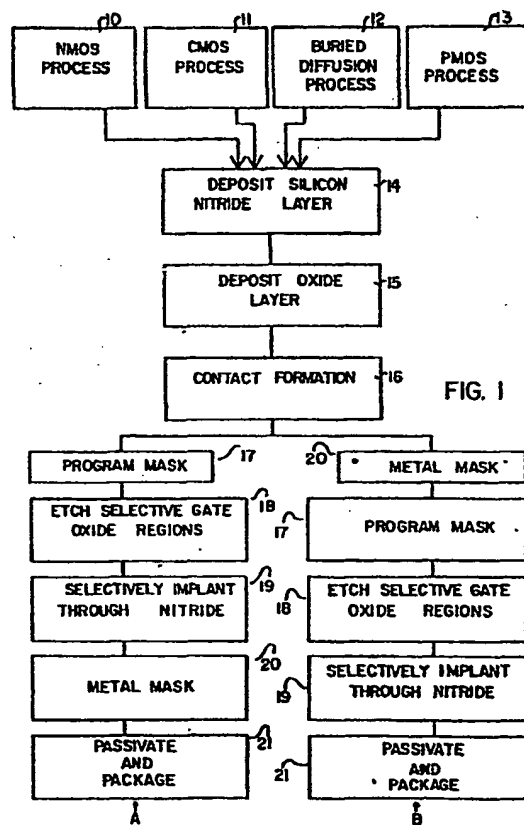 10
11
12
13
NMOS
PROCESS
CMOS
PROCESS
BURIED
DIFFUSION
PROCESS
PMOS
PROCESS
DEPOSIT SILICON
NITRIDE LAYER
14
DEPOSIT OXIDE
LAYER
15
CONTACT FORMATION
16
FIG. 1
PROGRAM MASK
17
ETCH SELECTIVE GATE
OXIDE REGIONS
18
SELECTIVELY IMPLANT
THROUGH NITRIDE
19
METAL MASK
20
PASSIVATE
AND
PACKAGE
21
A
20
METAL MASK
17
PROGRAM MASK
18
ETCH SELECTIVE GATE
OXIDE REGIONS
19
SELECTIVELY IMPLANT
THROUGH NITRIDE
21
PASSIVATE
AND
PACKAGE
B